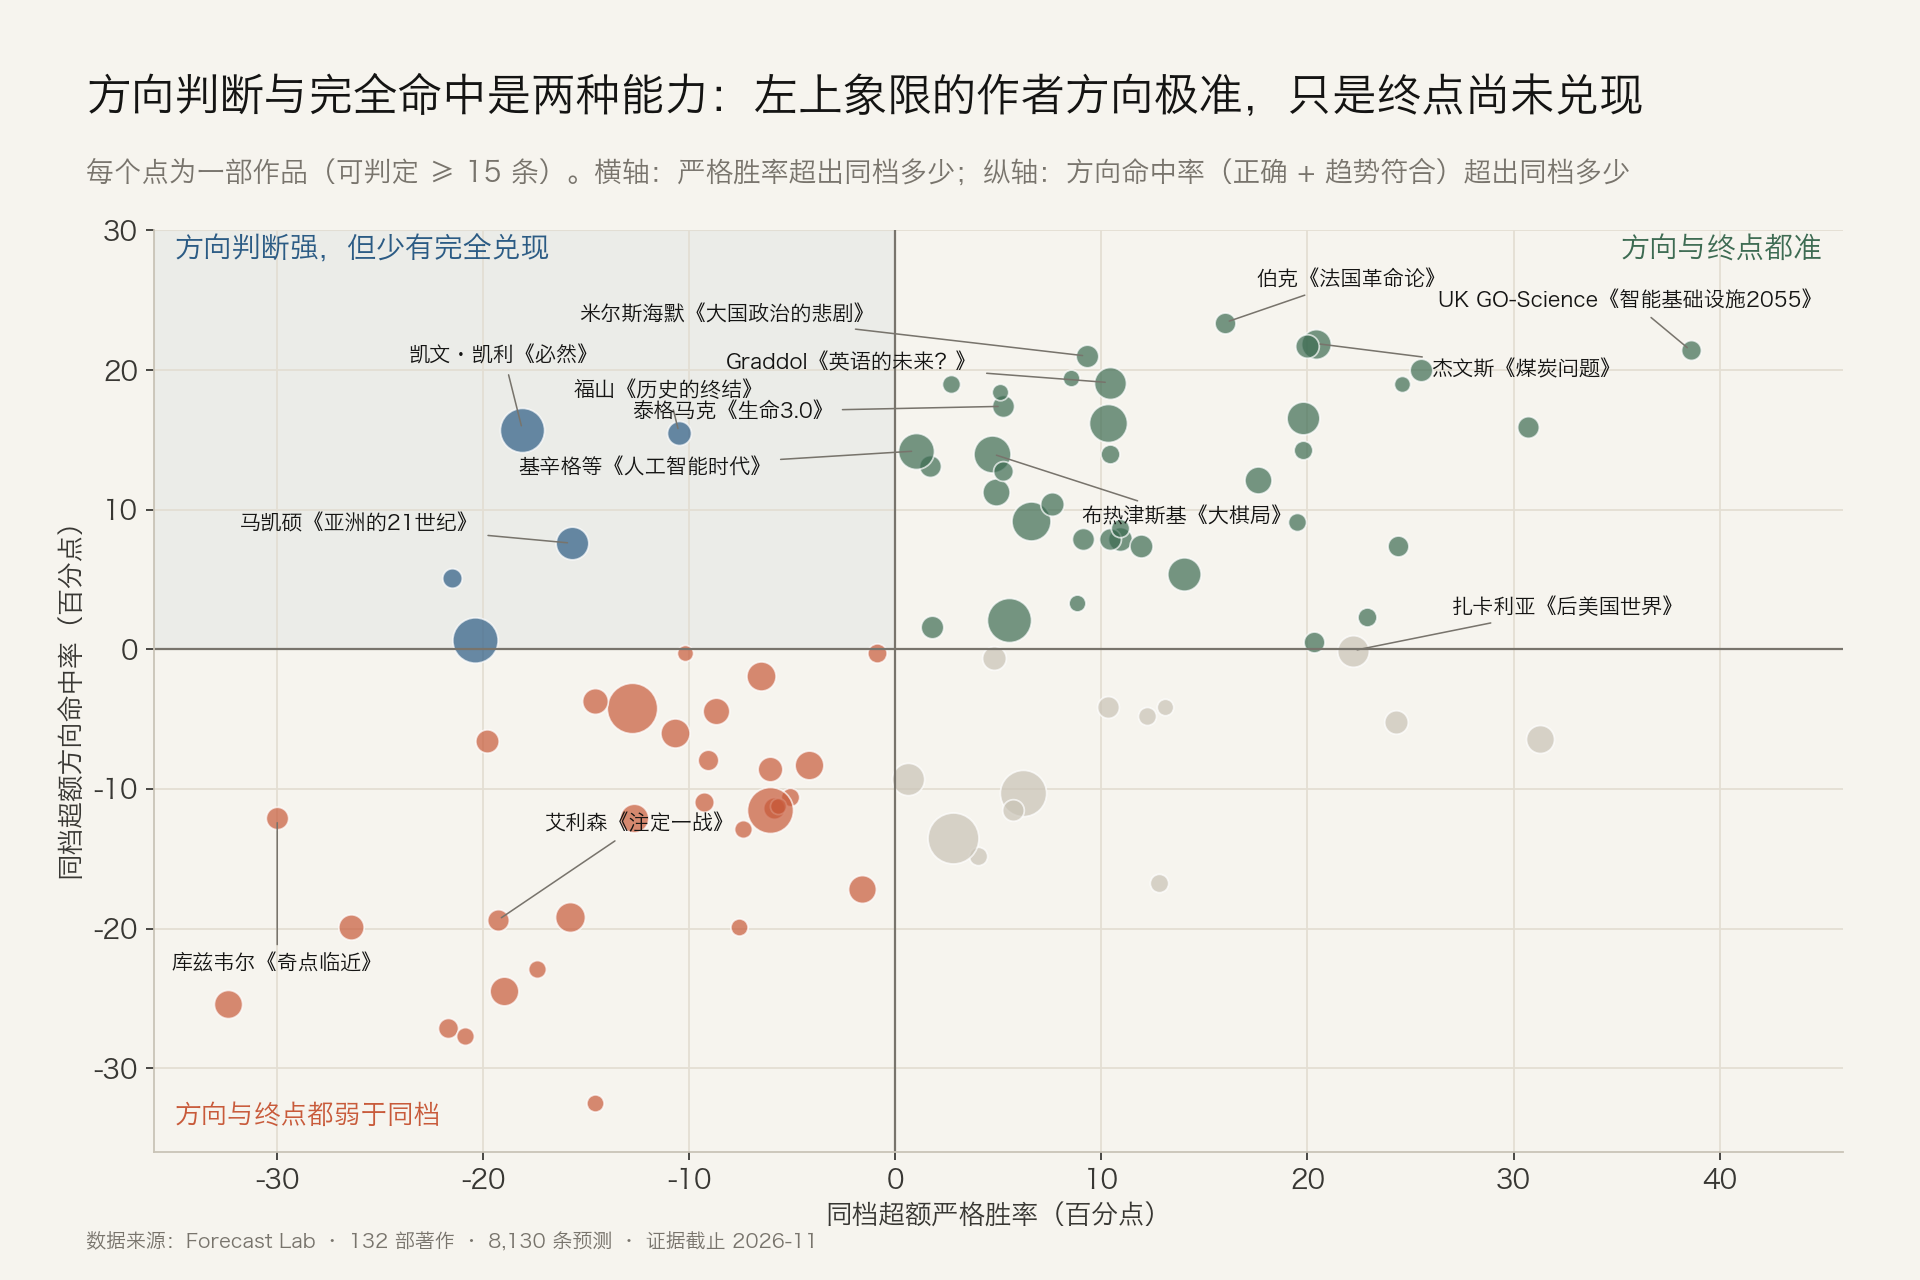 方向判断与完全命中是两种能力：左上象限的作者方向极准，只是终点尚未兑现
每个点为一部作品（可判定 ≥ 15 条）。横轴：严格胜率超出同档多少；纵轴：方向命中率（正确 + 趋势符合）超出同档多少
30
方向判断强，但少有完全兑现
方向与终点都准
伯克《法国革命论》
UK GO-Science《智能基础设施2055》
米尔斯海默《大国政治的悲剧》
凯文·凯利《必然》
Graddol《英语的未来？》
20
杰文斯《煤炭问题》
福山《历史的终结》
泰格马克《生命3.0》
基辛格等《人工智能时代》
10
布热津斯基《大棋局》
马凯硕《亚洲的21世纪》
扎卡利亚《后美国世界》
0
同档超额方向命中率（百分点）
-10
艾利森《注定一战》
-20
库兹韦尔《奇点临近》
-30
方向与终点都弱于同档
-30
-20
-10
0
10
20
30
40
同档超额严格胜率（百分点）
数据来源：Forecast Lab · 132 部著作 · 8,130 条预测 · 证据截止 2026-11